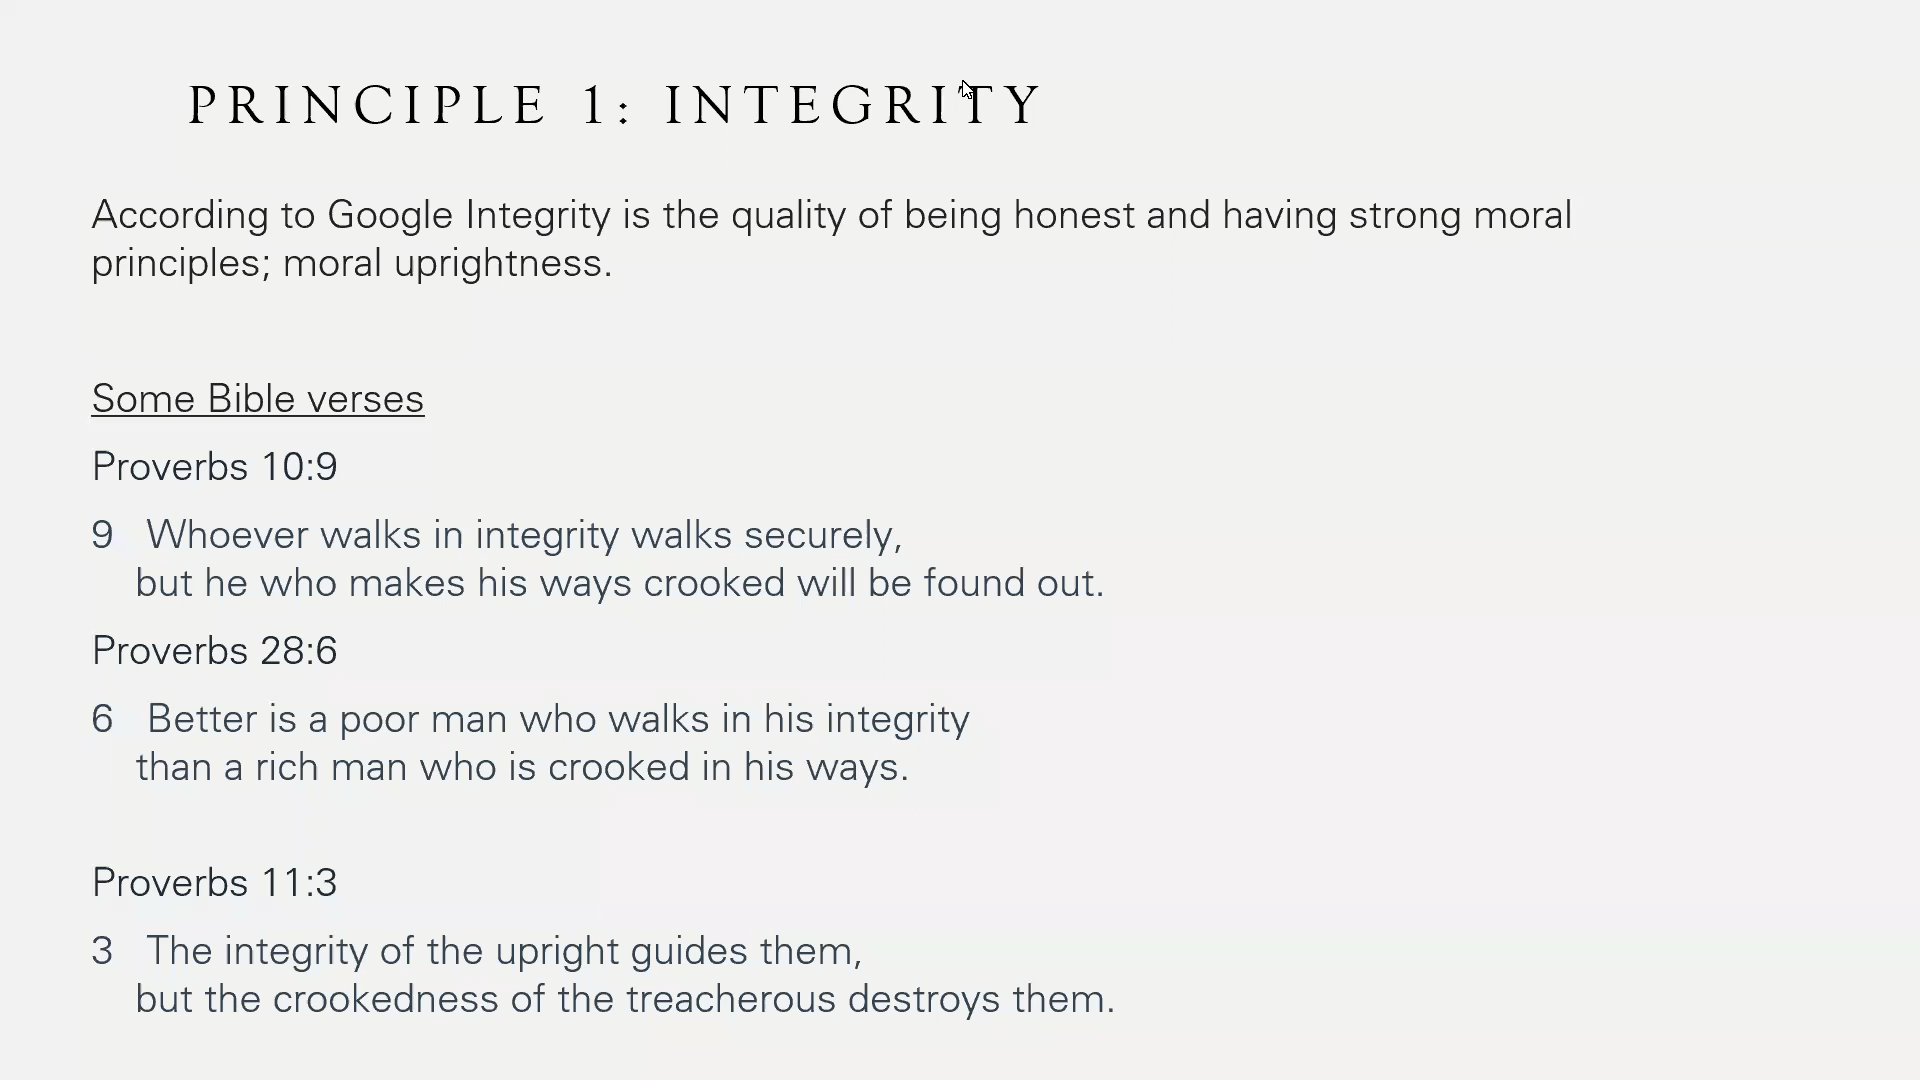 PRINCIPLE 1: INTEGRITY
According to Google Integrity is the quality of being honest and having strong moral
principles; moral uprightness.
Some Bible verses
Proverbs 10:9
9 Whoever walks in integrity walks securely,
but he who makes his ways crooked will be found out.
Proverbs 28:6
6 Better is a poor man who walks in his integrity
than a rich man who is crooked in his ways.
Proverbs 11:3
3 The integrity of the upright guides them,
but the crookedness of the treacherous destroys them.